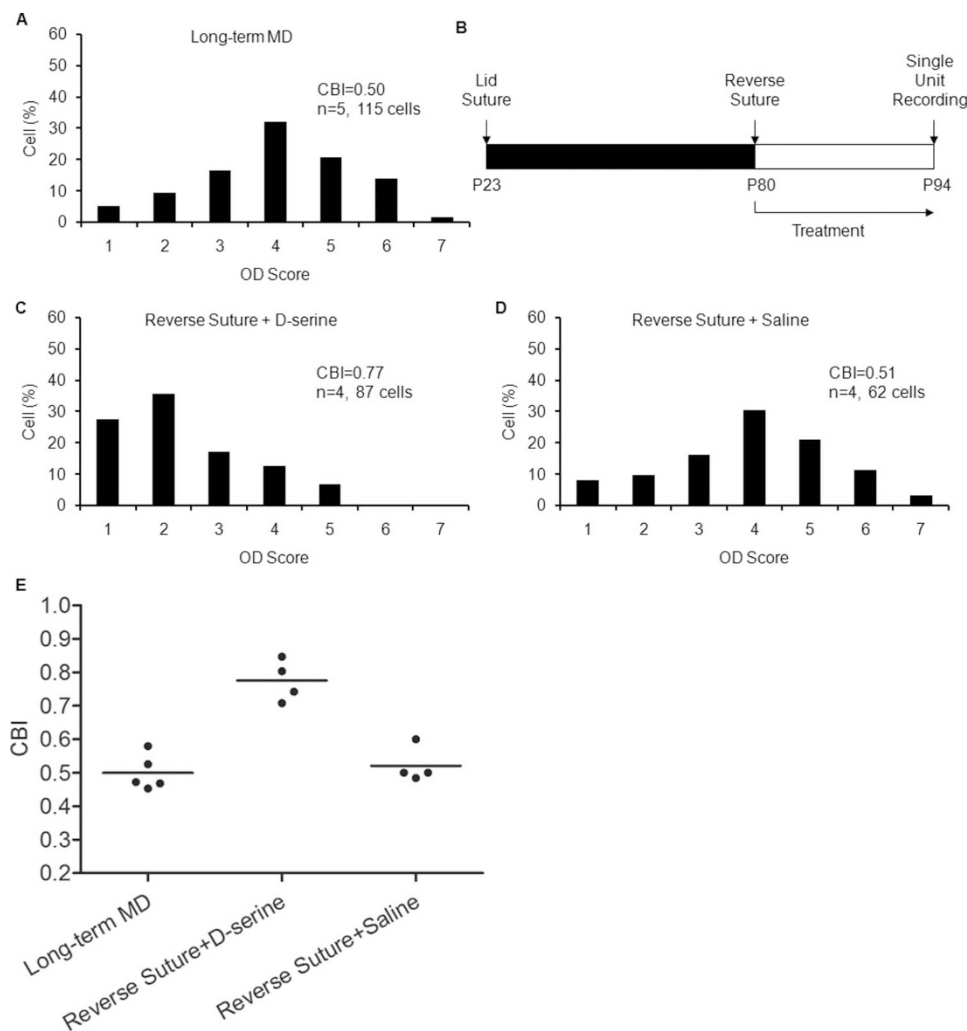 A
Long-term MD
CBI=0.50
n=5, 115 cells
60
50
40
30
20
10
0
Cell (%)
1 2 3 4 5 6 7
OD Score
B
Lid
Suture
Reverse
Suture
Single
Unit
Recording
P23
P80
P94
Treatment
C
Reverse Suture + D-serine
CBI=0.77
n=4, 87 cells
60
50
40
30
20
10
0
Cell (%)
1 2 3 4 5 6 7
OD Score
D
Reverse Suture + Saline
CBI=0.51
n=4, 62 cells
60
50
40
30
20
10
0
Cell (%)
1 2 3 4 5 6 7
OD Score
E
1.0
0.9
0.8
0.7
0.6
0.5
0.4
0.3
0.2
CBI
Long-term MD
Reverse Suture+D-serine
Reverse Suture+Saline